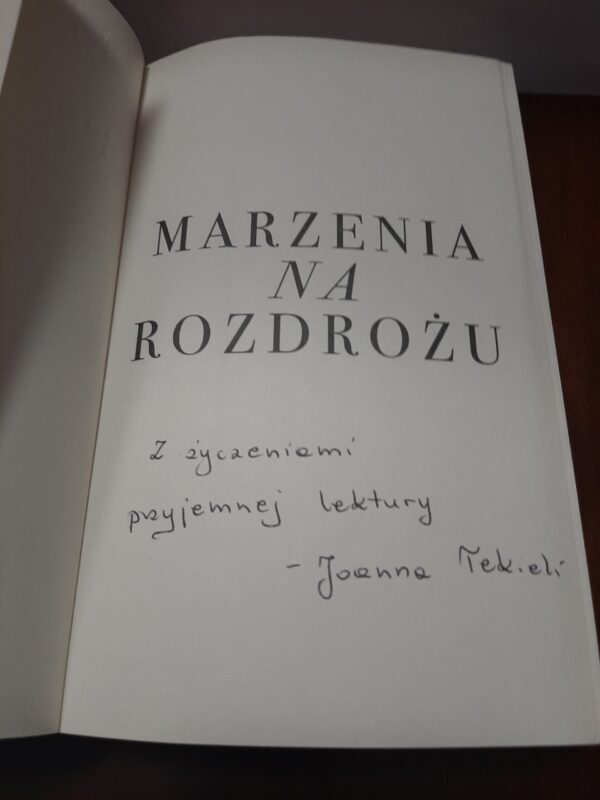 MARZENIA
NA
ROZDROŻU
Z życzeniami
przyjemnej lektury
- Joanna Tekieli